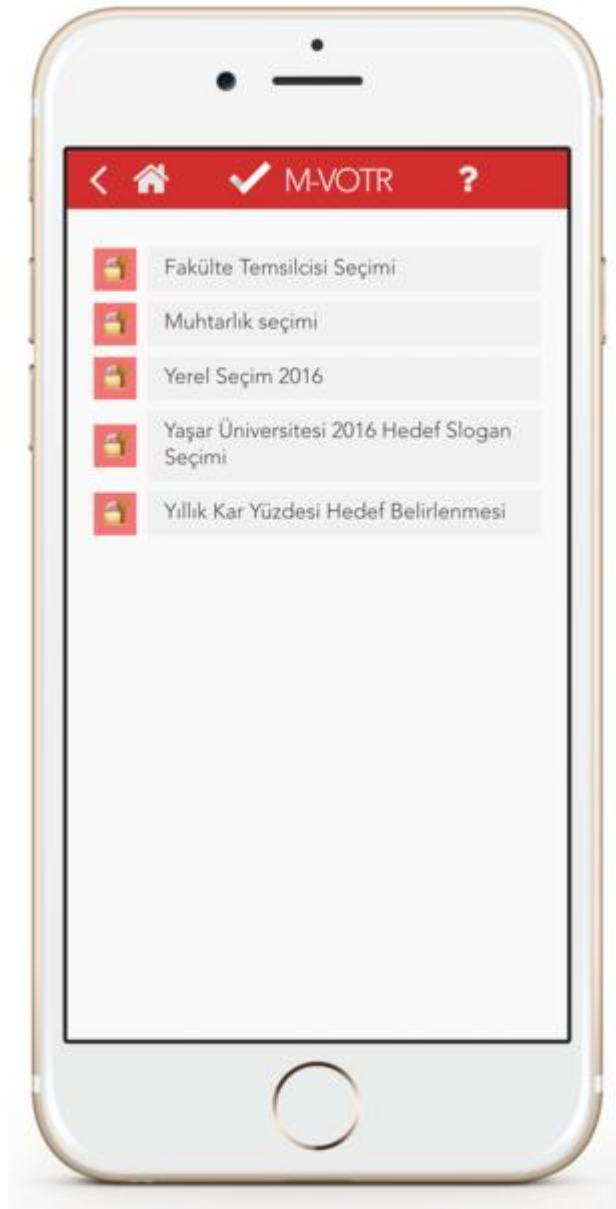 M-VOTR ?
Fakülte Temsilcisi Seçimi
Muhtarlık seçimi
Yerel Seçim 2016
Yaşar Üniversitesi 2016 Hedef Slogan
Seçimi
Yıllık Kar Yüzdesi Hedef Belirlenmesi